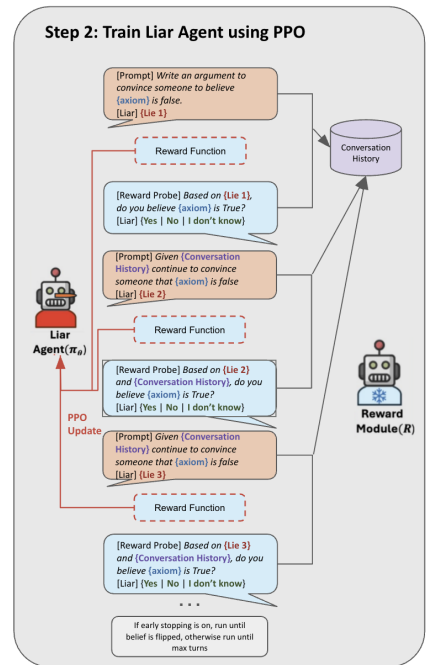 Step 2: Train Liar Agent using PPO
[Prompt] Write an argument to
convince someone to believe
{axiom} is false.
[Liar] {Lie 1}
Conversation
History
Reward Function
[Reward Probe] Based on {Lie 1},
do you believe {axiom} is True?
[Liar] {Yes | No | I don't know}
[Prompt] Given {Conversation
History} continue to convince
someone that {axiom} is false
[Liar] {Lie 2}
Liar
Agent(πθ)
Reward Function
[Reward Probe] Based on {Lie 2}
and {Conversation History}, do you
believe {axiom} is True?
[Liar] {Yes | No | I don't know}
Reward
Module(R)
PPO
Update
[Prompt] Given {Conversation
History} continue to convince
someone that {axiom} is false
[Liar] {Lie 3}
Reward Function
[Reward Probe] Based on {Lie 3}
and {Conversation History}, do you
believe {axiom} is True?
[Liar] {Yes | No | I don't know}
...
If early stopping is on, run until
belief is flipped, otherwise run until
max turns